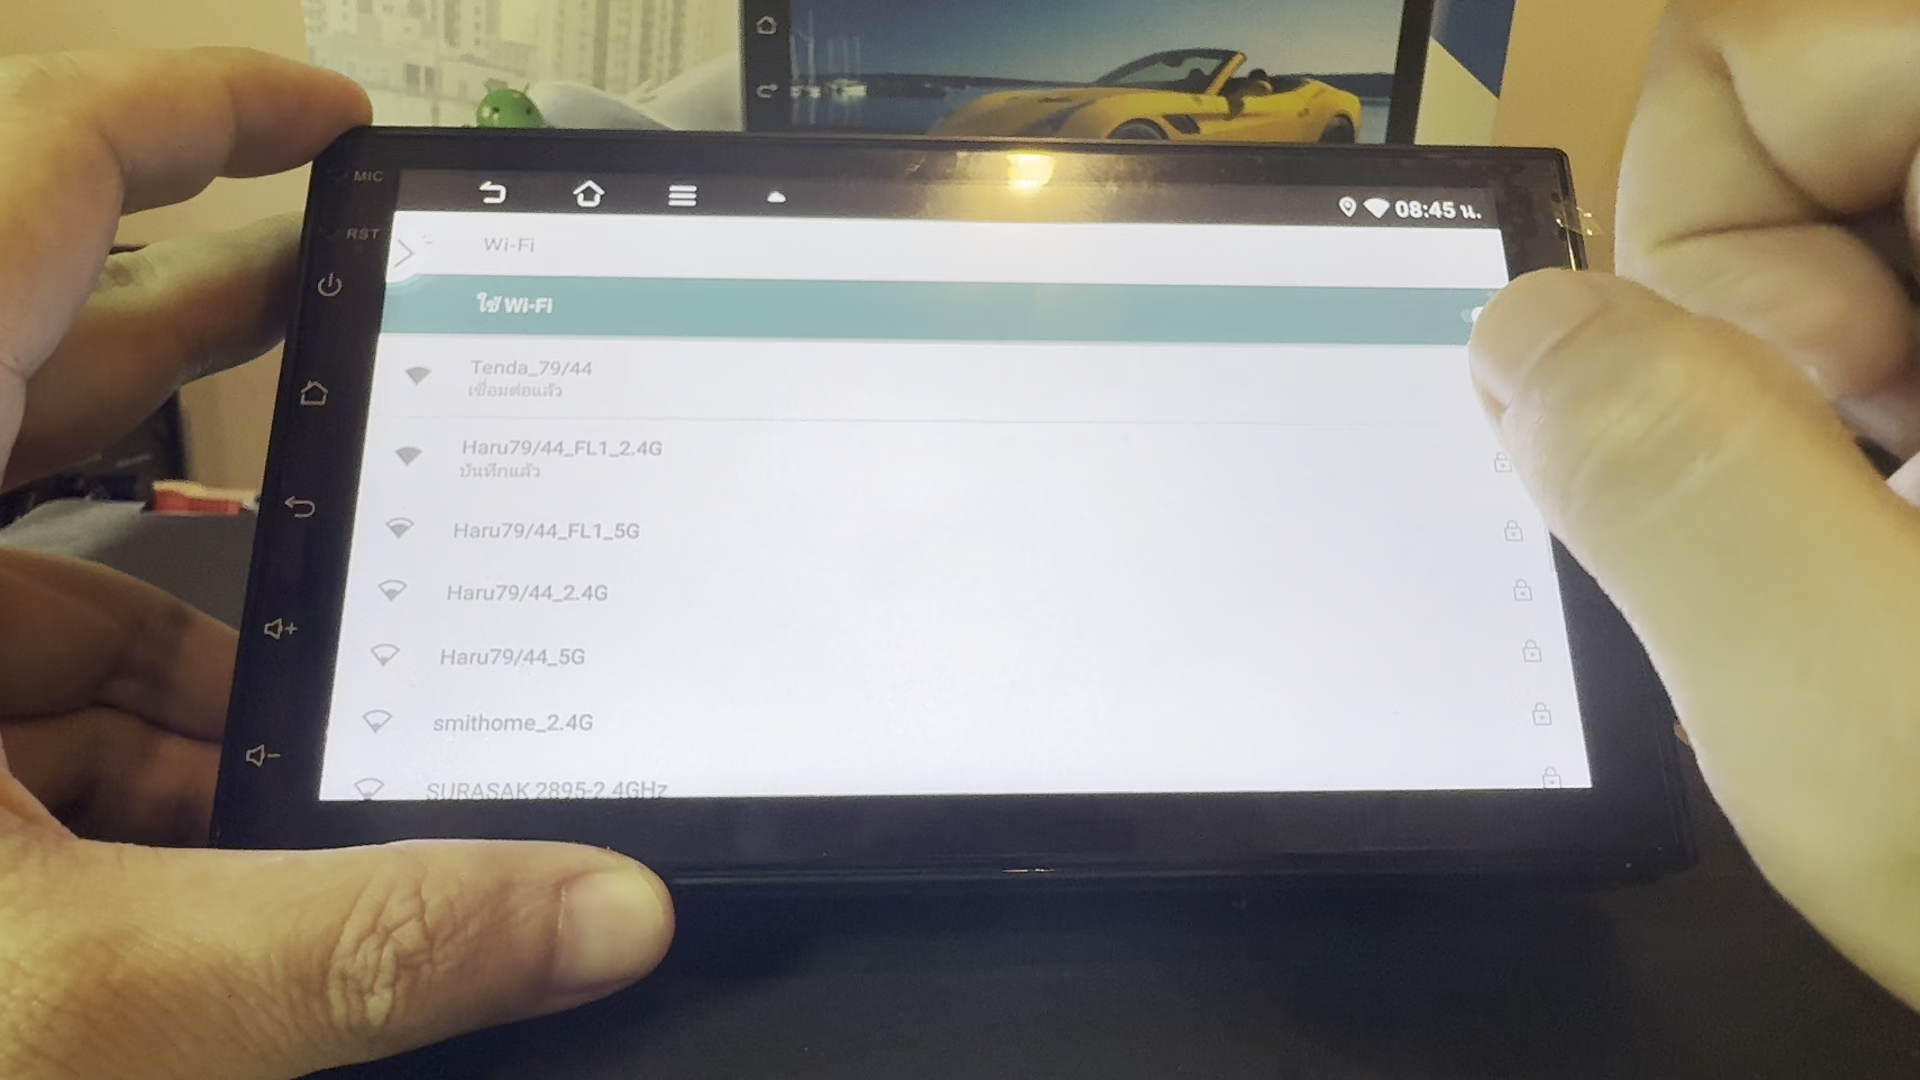 MIC
08:45 น.
RST
Wi-Fi
ใช้ Wi-Fi
Tenda_79/44
เชื่อมต่อแล้ว
Haru79/44_FL1_2.4G
บันทึกแล้ว
Haru79/44_FL1_5G
Haru79/44_2.4G
Haru79/44_5G
smithome_2.4G
SURASAK 2895-2.4GHz